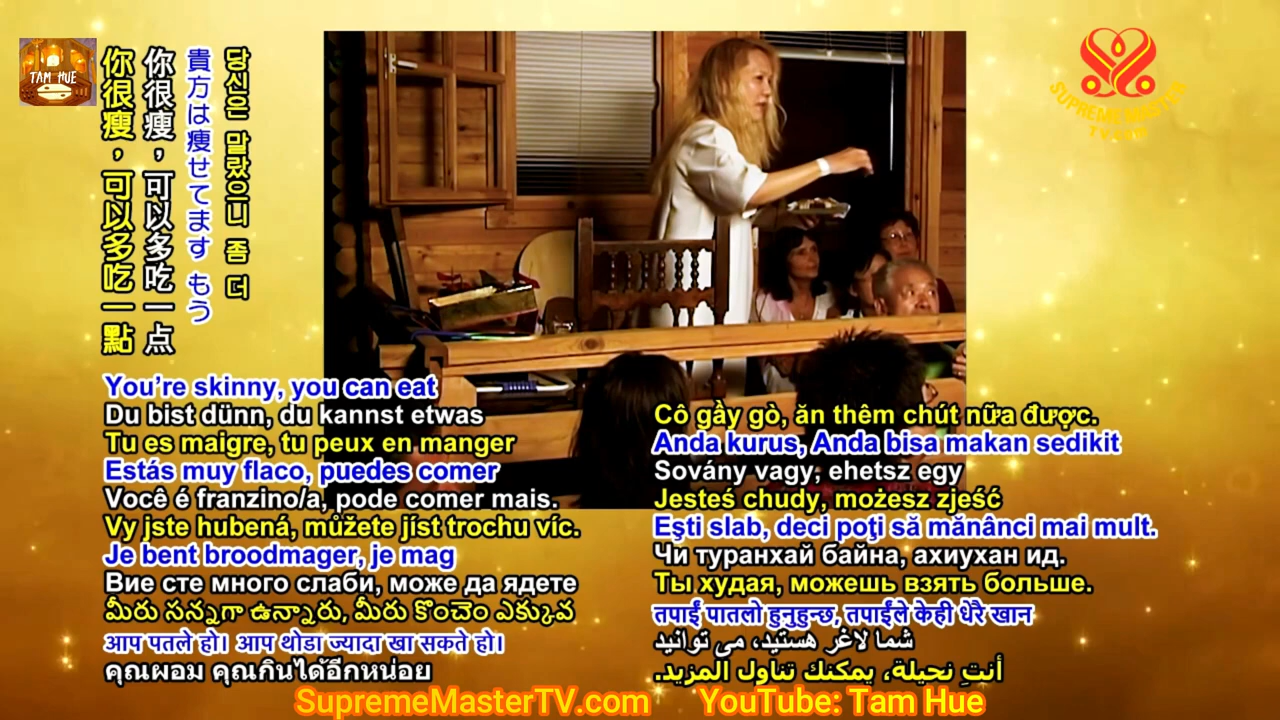 TAM HUE
SUPREME MASTER
TV.com
你很瘦，可以多吃一點
你很瘦，可以多吃一点
貴方は痩せてます もう
당신은 말랐으니 좀 더
You're skinny, you can eat
Du bist dünn, du kannst etwas
Tu es maigre, tu peux en manger
Estás muy flaco, puedes comer
Você é franzino/a, pode comer mais.
Vy jste hubená, můžete jíst trochu víc.
Je bent broodmager, je mag
Вие сте много слаби, може да ядете
మీరు సన్నగా ఉన్నారు, మీరు కొంచెం ఎక్కువ
आप पतले हो। आप थोडा ज्यादा खा सकते हो।
คุณผอม คุณกินได้อีกหน่อย
Cô gầy gò, ăn thêm chút nữa được.
Anda kurus, Anda bisa makan sedikit
Sovány vagy, ehetsz egy
Jesteś chudy, możesz zjeść
Eşti slab, deci poţi să mănânci mai mult.
Чи туранхай байна, ахиухан ид.
Ты худая, можешь взять больше.
तपाईं पातलो हुनुहुन्छ, तपाईंले केही धेरै खान
شما لاغر هستید، می توانید
أنتِ نحيلة، يمكنك تناول المزيد.
SupremeMasterTV.com YouTube: Tam Hue